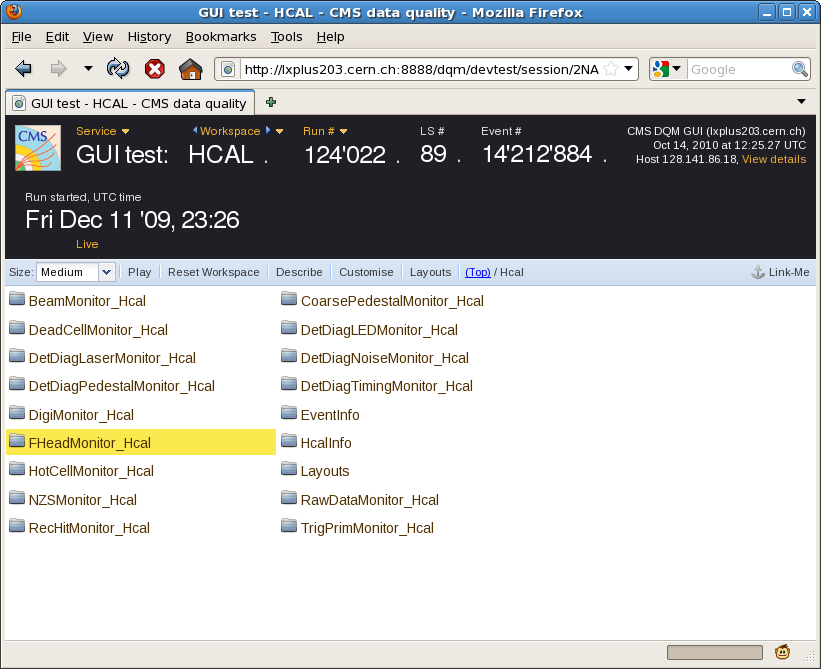 GUI test - HCAL - CMS data quality - Mozilla Firefox
File Edit View History Bookmarks Tools Help
http://lxplus203.cern.ch:8888/dqm/devtest/session/2NA
Google
GUI test - HCAL - CMS data quality
CMS
Service Workspace Run # LS # Event #
GUI test: HCAL . 124'022 . 89 . 14'212'884 .
CMS DQM GUI (lxplus203.cern.ch)
Oct 14, 2010 at 12:25.27 UTC
Host 128.141.86.18, View details
Run started, UTC time
Fri Dec 11 '09, 23:26
Live
Size: Medium Play Reset Workspace Describe Customise Layouts (Top) / Hcal Link-Me
BeamMonitor_Hcal CoarsePedestalMonitor_Hcal
DeadCellMonitor_Hcal DetDiagLEDMonitor_Hcal
DetDiagLaserMonitor_Hcal DetDiagNoiseMonitor_Hcal
DetDiagPedestalMonitor_Hcal DetDiagTimingMonitor_Hcal
DigiMonitor_Hcal EventInfo
FHeadMonitor_Hcal HcalInfo
HotCellMonitor_Hcal Layouts
NZSMonitor_Hcal RawDataMonitor_Hcal
RecHitMonitor_Hcal TrigPrimMonitor_Hcal